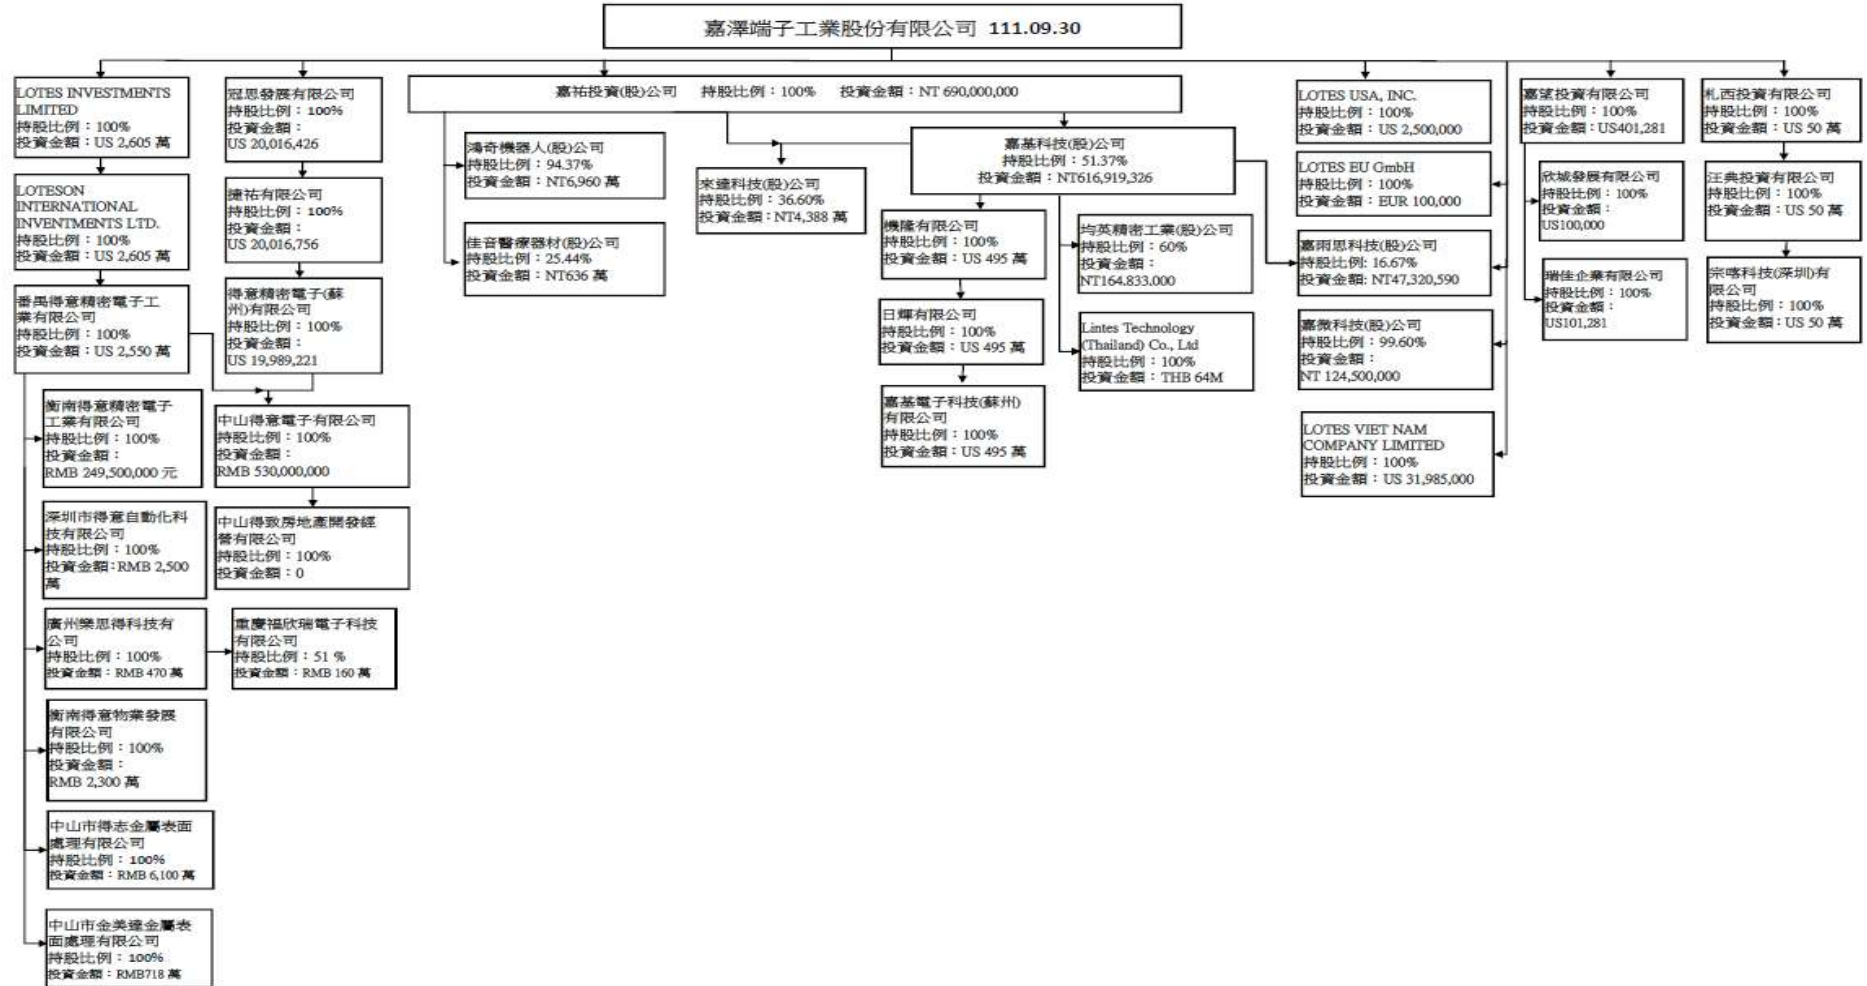 嘉澤端子工業股份有限公司 111.09.30
LOTES INVESTMENTS
LIMITED
持股比例：100%
投資金額：US 2,605 萬
LOTESON
INTERNATIONAL
INVENTMENTS LTD.
持股比例：100%
投資金額：US 2,605 萬
番禺得意精密電子工
業有限公司
持股比例：100%
投資金額：US 2,550 萬
衡南得意精密電子
工業有限公司
持股比例：100%
投資金額：
RMB 249,500,000 元
深圳市得意自動化科
技有限公司
持股比例：100%
投資金額：RMB 2,500
萬
廣州樂思得科技有
公司
持股比例：100%
投資金額：RMB 470 萬
衡南得意物業發展
有限公司
持股比例：100%
投資金額：
RMB 2,300 萬
中山市得志金屬表面
處理有限公司
持股比例：100%
投資金額：RMB 6,100 萬
中山市金美達金屬表
面處理有限公司
持股比例：100%
投資金額：RMB718 萬
冠思發展有限公司
持股比例：100%
投資金額：
US 20,016,426
捷祐有限公司
持股比例：100%
投資金額：
US 20,016,756
得意精密電子(蘇
州)有限公司
持股比例：100%
投資金額：
US 19,989,221
中山得意電子有限公司
持股比例：100%
投資金額：
RMB 530,000,000
中山得致房地產開發經
營有限公司
持股比例：100%
投資金額：0
重慶福欣瑞電子科技
有限公司
持股比例：51 %
投資金額：RMB 160 萬
嘉祐投資(股)公司 持股比例：100% 投資金額：NT 690,000,000
鴻奇機器人(股)公司
持股比例：94.37%
投資金額：NT6,960 萬
佳音醫療器材(股)公司
持股比例：25.44%
投資金額：NT636 萬
來達科技(股)公司
持股比例：36.60%
投資金額：NT4,388 萬
嘉基科技(股)公司
持股比例：51.37%
投資金額：NT616,919,326
機隆有限公司
持股比例：100%
投資金額：US 495 萬
日輝有限公司
持股比例：100%
投資金額：US 495 萬
嘉基電子科技(蘇州)
有限公司
持股比例：100%
投資金額：US 495 萬
均英精密工業(股)公司
持股比例：60%
投資金額：
NT164.833,000
Lintes Technology
(Thailand) Co., Ltd
持股比例：100%
投資金額：THB 64M
LOTES USA, INC.
持股比例：100%
投資金額：US 2,500,000
LOTES EU GmbH
持股比例：100%
投資金額：EUR 100,000
嘉雨思科技(股)公司
持股比例: 16.67%
投資金額: NT47,320,590
嘉微科技(股)公司
持股比例：99.60%
投資金額：
NT 124,500,000
LOTES VIET NAM
COMPANY LIMITED
持股比例：100%
投資金額：US 31,985,000
嘉望投資有限公司
持股比例：100%
投資金額：US401,281
欣城發展有限公司
持股比例：100%
投資金額：
US100,000
瑞佳企業有限公司
持股比例：100%
投資金額：
US101,281
札西投資有限公司
持股比例：100%
投資金額：US 50 萬
汪典投資有限公司
持股比例：100%
投資金額：US 50 萬
宗喀科技(深圳)有
限公司
持股比例：100%
投資金額：US 50 萬